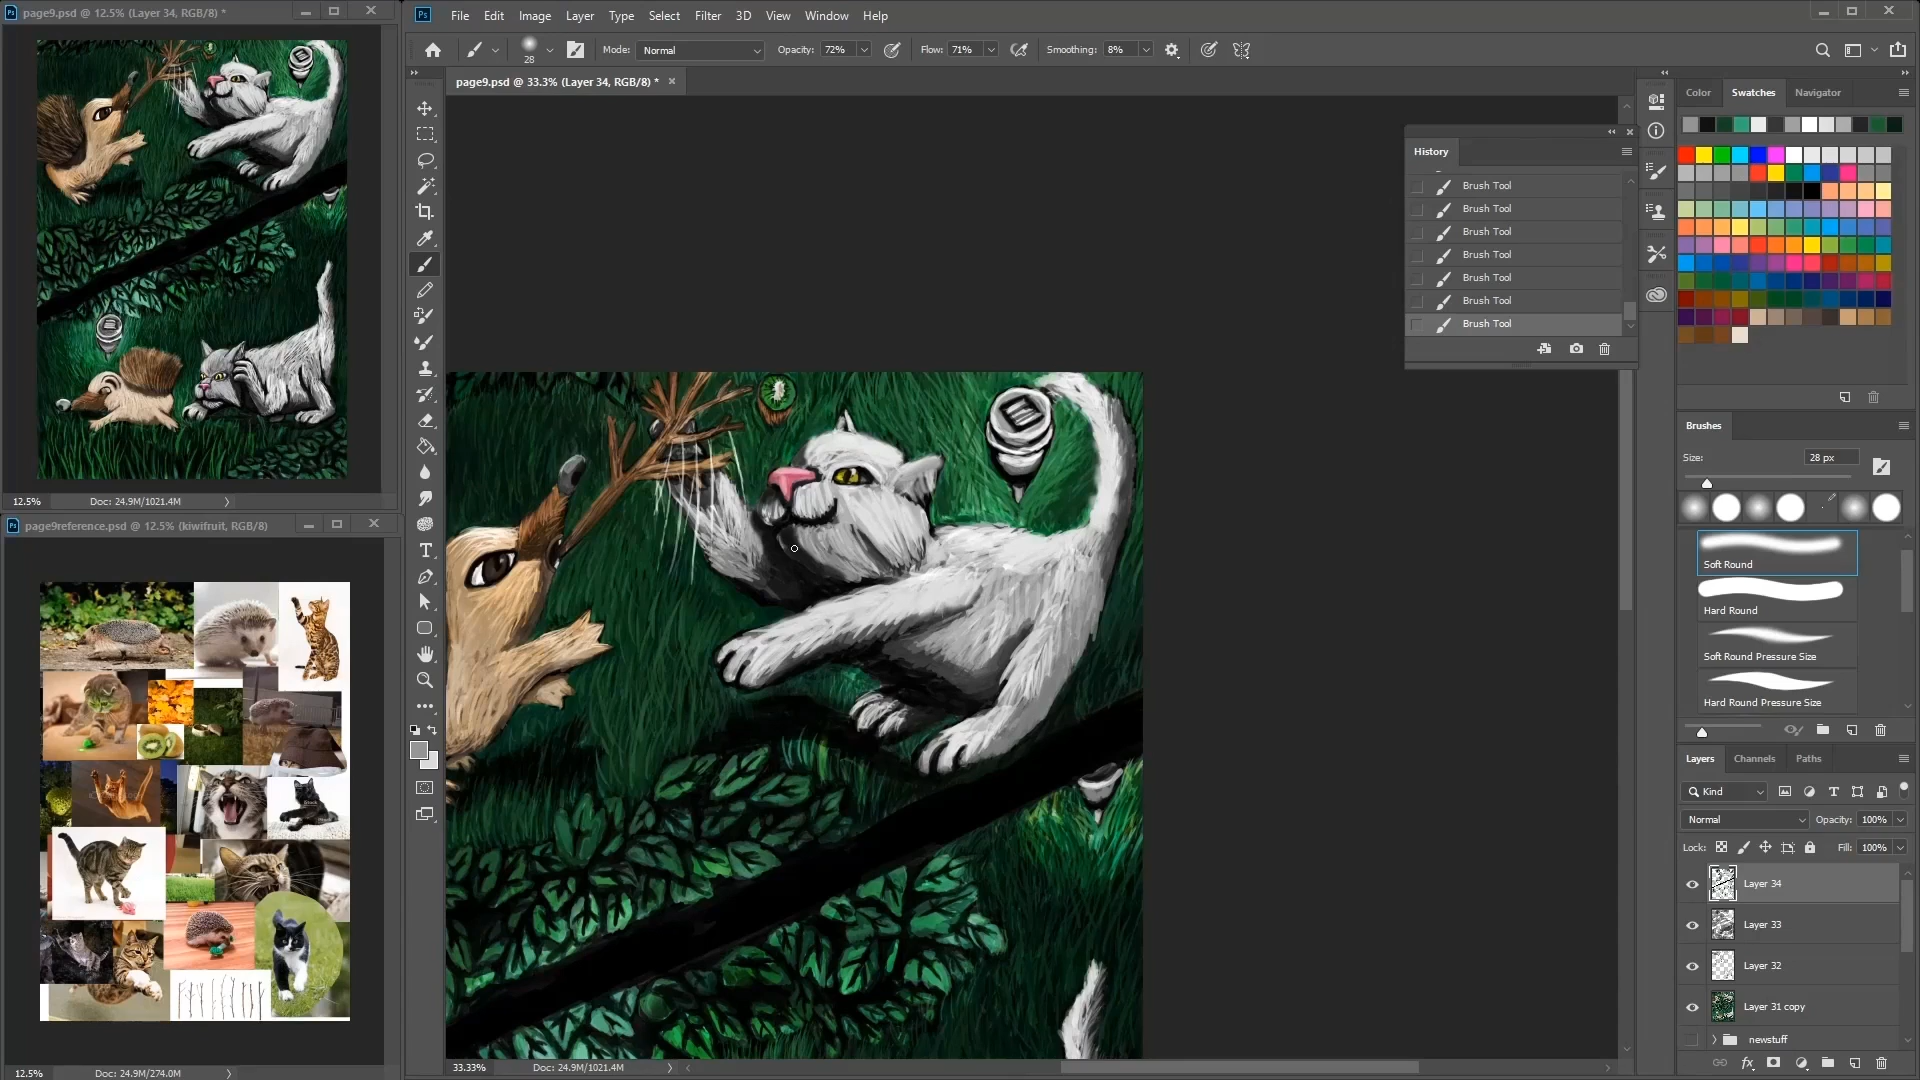 page9.psd @ 12.5% (Layer 34, RGB/8) *
12.5%
Doc: 24.9M/1021.4M
page9reference.psd @ 12.5% (kiwifruit, RGB/8)
12.5%
Doc: 24.9M/274.0M
Ps
File Edit Image Layer Type Select Filter 3D View Window Help
28
Mode: Normal
Opacity: 72%
Flow: 71%
Smoothing: 8%
page9.psd @ 33.3% (Layer 34, RGB/8) *
33.33%
Doc: 24.9M/1021.4M
History
Brush Tool
Brush Tool
Brush Tool
Brush Tool
Brush Tool
Brush Tool
Brush Tool
Color Swatches Navigator
Brushes
Size: 28 px
Soft Round
Hard Round
Soft Round Pressure Size
Hard Round Pressure Size
Layers Channels Paths
Kind
Normal
Opacity: 100%
Lock:
Fill: 100%
Layer 34
Layer 33
Layer 32
Layer 31 copy
newstuff